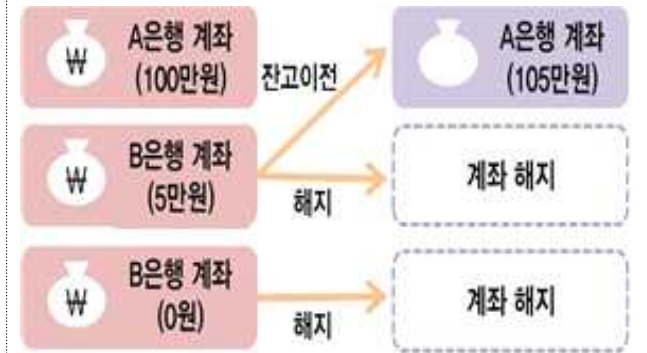 ₩
A은행 계좌
(100만원)
잔고이전
A은행 계좌
(105만원)
₩
B은행 계좌
(5만원)
해지
계좌 해지
₩
B은행 계좌
(0원)
해지
계좌 해지